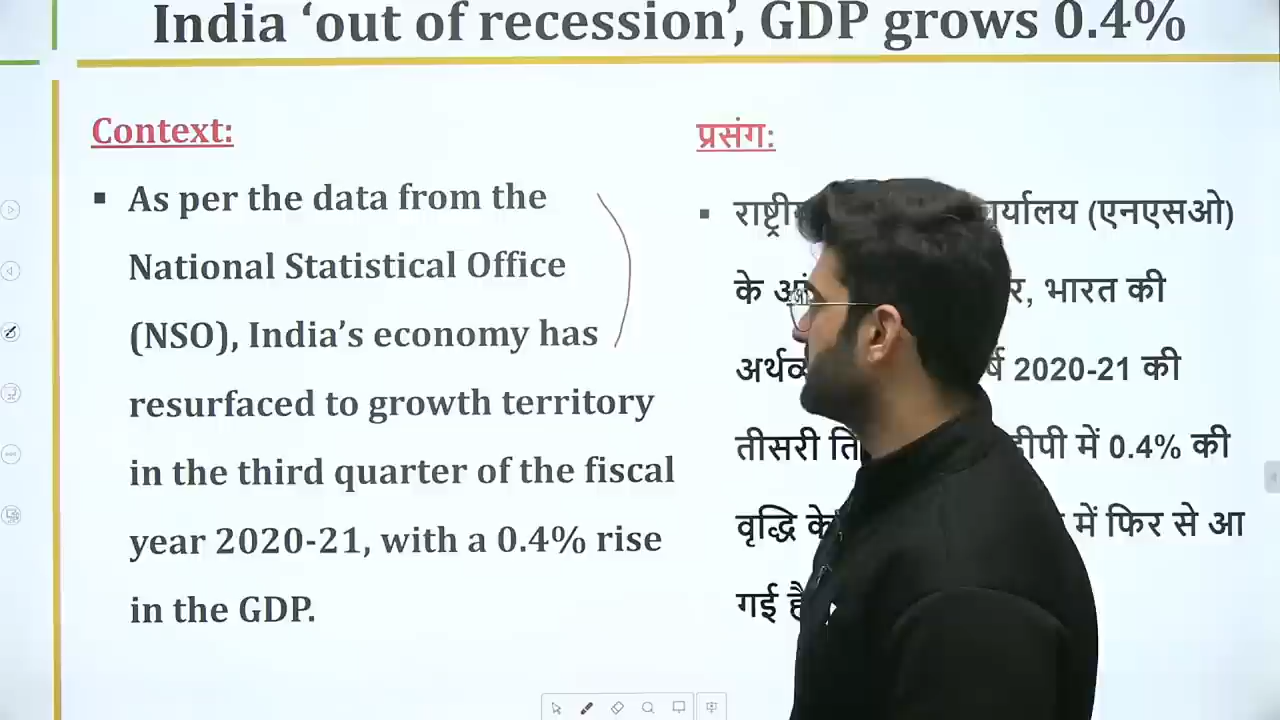 India ‘out of recession’, GDP grows 0.4%
Context:
▪ As per the data from the
National Statistical Office
(NSO), India’s economy has
resurfaced to growth territory
in the third quarter of the fiscal
year 2020-21, with a 0.4% rise
in the GDP.
प्रसंग:
▪ (एनएसओ)
के भारत की
2020-21 की
तीसरी में 0.4% की
वृद्धि में फिर से आ
गई